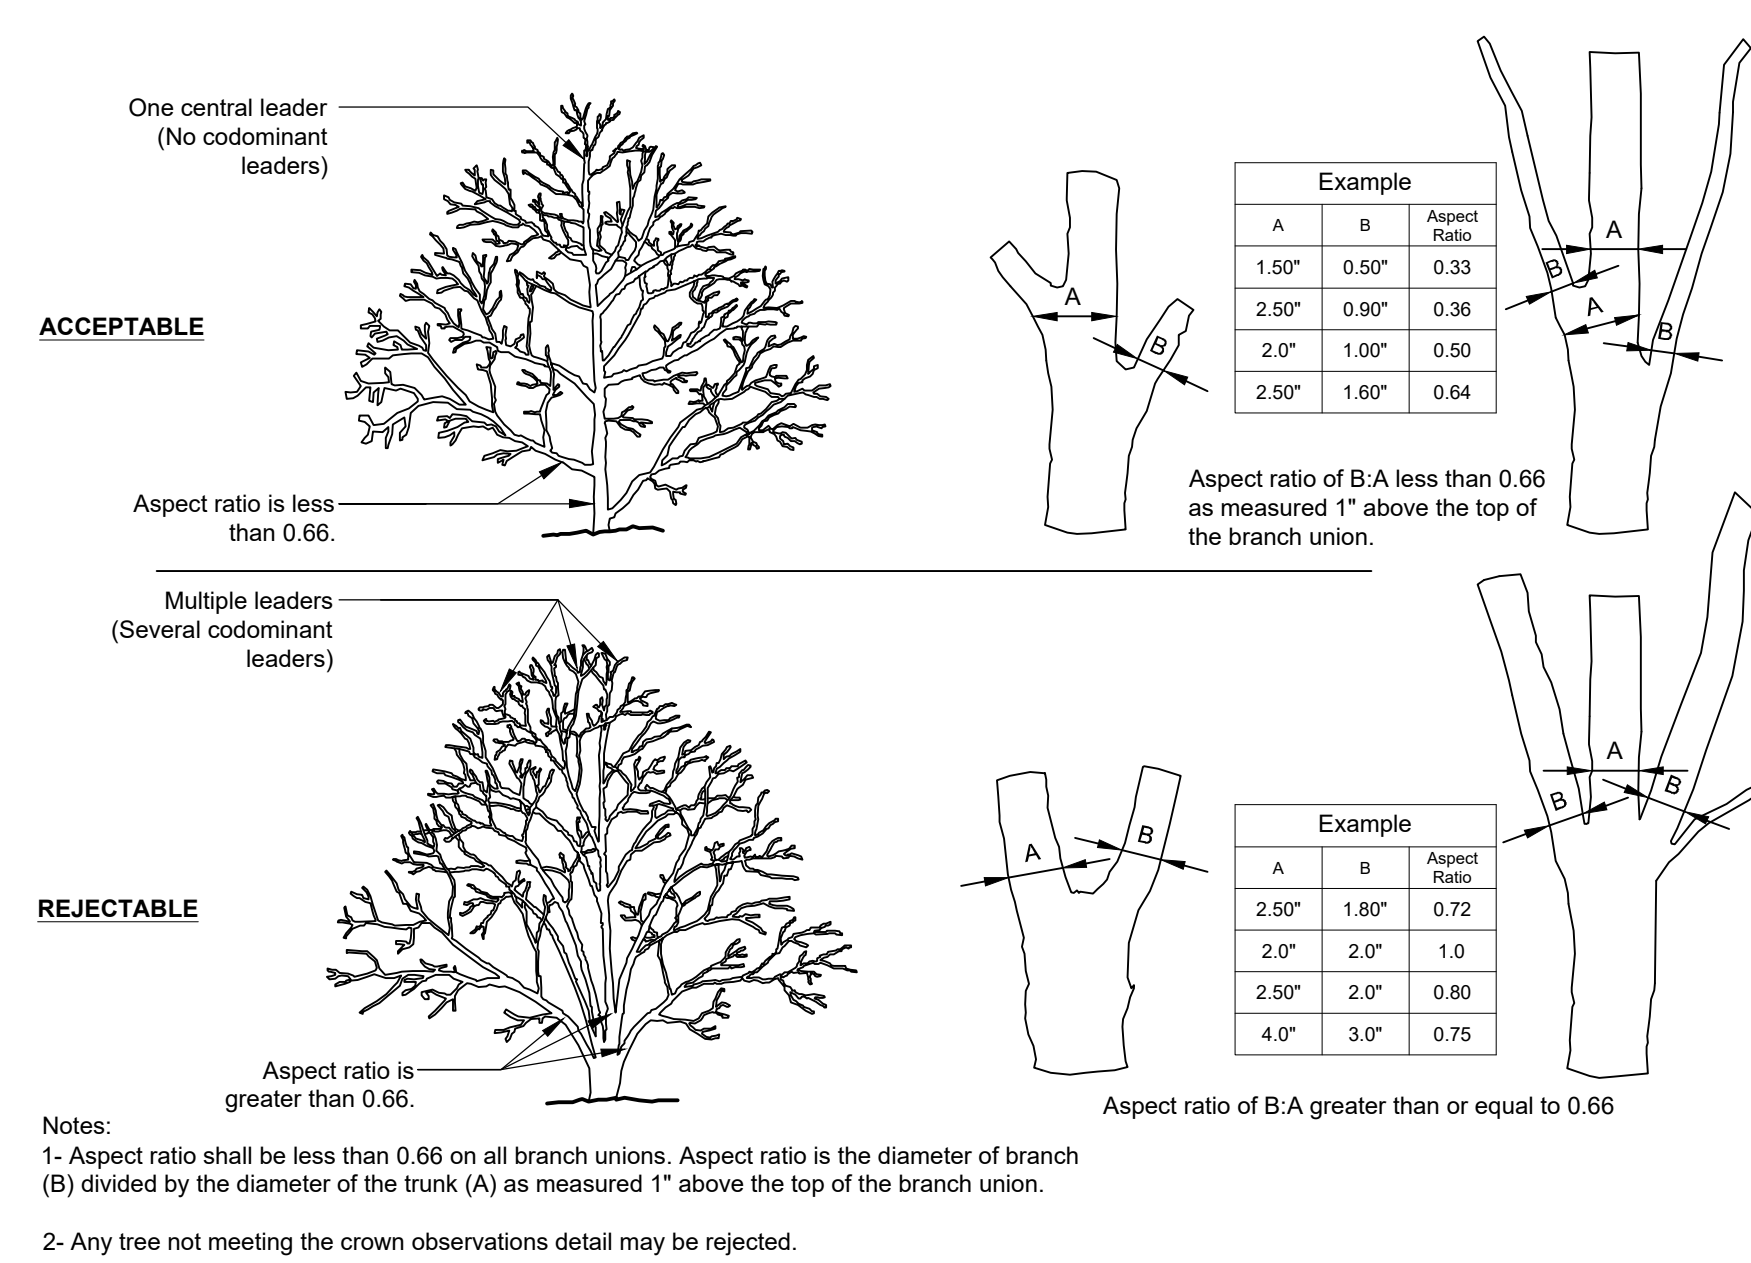 One central leader
(No codominant
leaders)
ACCEPTABLE
Aspect ratio is less
than 0.66.
A
B
Example
A B Aspect
Ratio
1.50" 0.50" 0.33
2.50" 0.90" 0.36
2.0" 1.00" 0.50
2.50" 1.60" 0.64
A
B
A
B
Aspect ratio of B:A less than 0.66
as measured 1" above the top of
the branch union.
Multiple leaders
(Several codominant
leaders)
REJECTABLE
Aspect ratio is
greater than 0.66.
A
B
Example
A B Aspect
Ratio
2.50" 1.80" 0.72
2.0" 2.0" 1.0
2.50" 2.0" 0.80
4.0" 3.0" 0.75
A
B
B
Aspect ratio of B:A greater than or equal to 0.66
Notes:
1- Aspect ratio shall be less than 0.66 on all branch unions. Aspect ratio is the diameter of branch
(B) divided by the diameter of the trunk (A) as measured 1" above the top of the branch union.
2- Any tree not meeting the crown observations detail may be rejected.